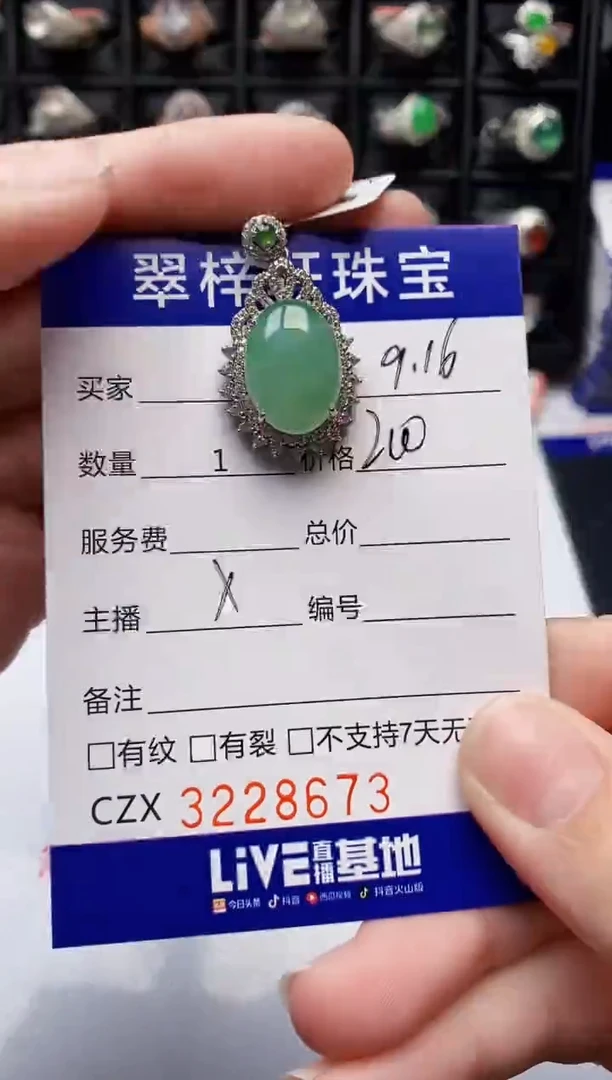 翠梓 珠宝
买家 9.16
数量 1 价格 200
服务费 总价
主播 X 编号
备注
□有纹 □有裂 □不支持7天无
CZX 3228673
LiVE直播基地
今日头条 抖音 西瓜视频 抖音火山版